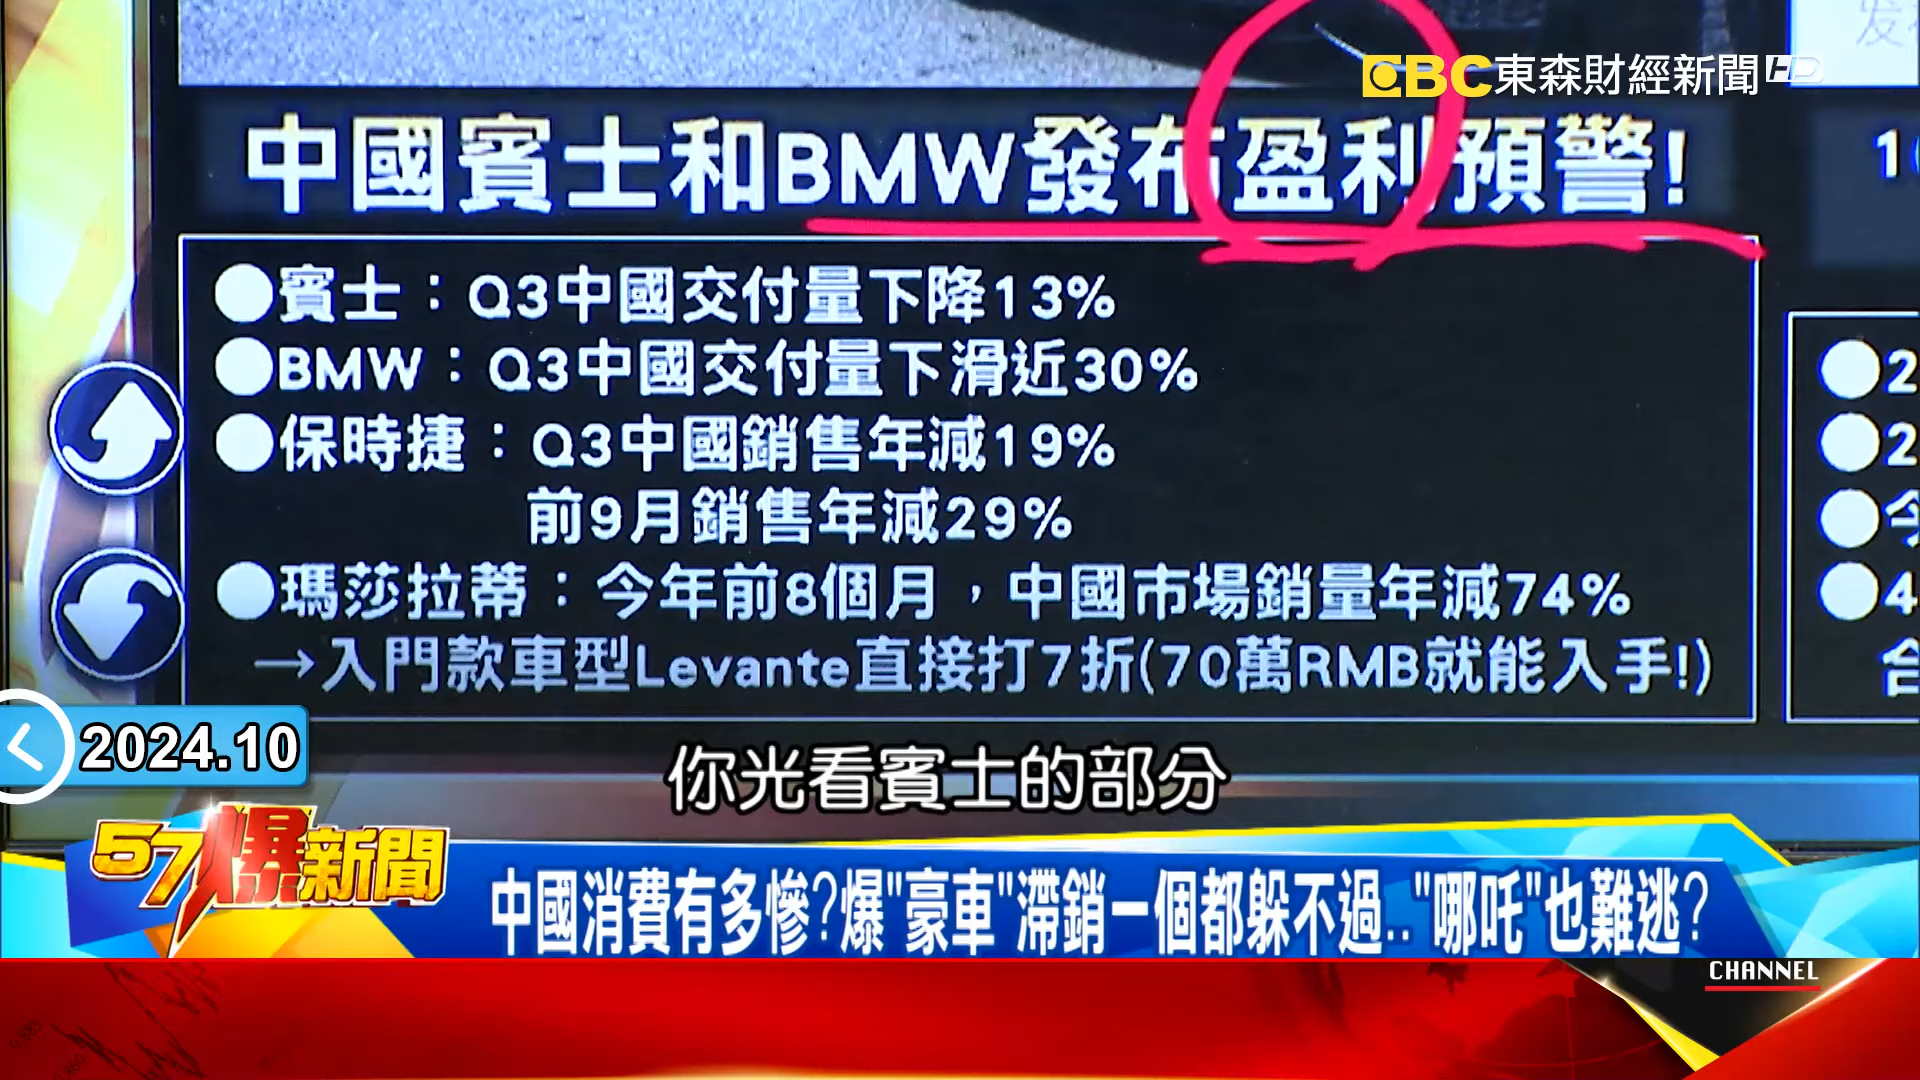 EBC東森財經新聞HD
中國賓士和BMW發布盈利預警!
●賓士：Q3中國交付量下降13%
●BMW：Q3中國交付量下滑近30%
●保時捷：Q3中國銷售年減19%
前9月銷售年減29%
●瑪莎拉蒂：今年前8個月，中國市場銷量年減74%
→入門款車型Levante直接打7折(70萬RMB就能入手!)
2024.10
你光看賓士的部分
57爆新聞
中國消費有多慘?爆"豪車"滯銷一個都躲不過.."哪吒"也難逃?
CHANNEL